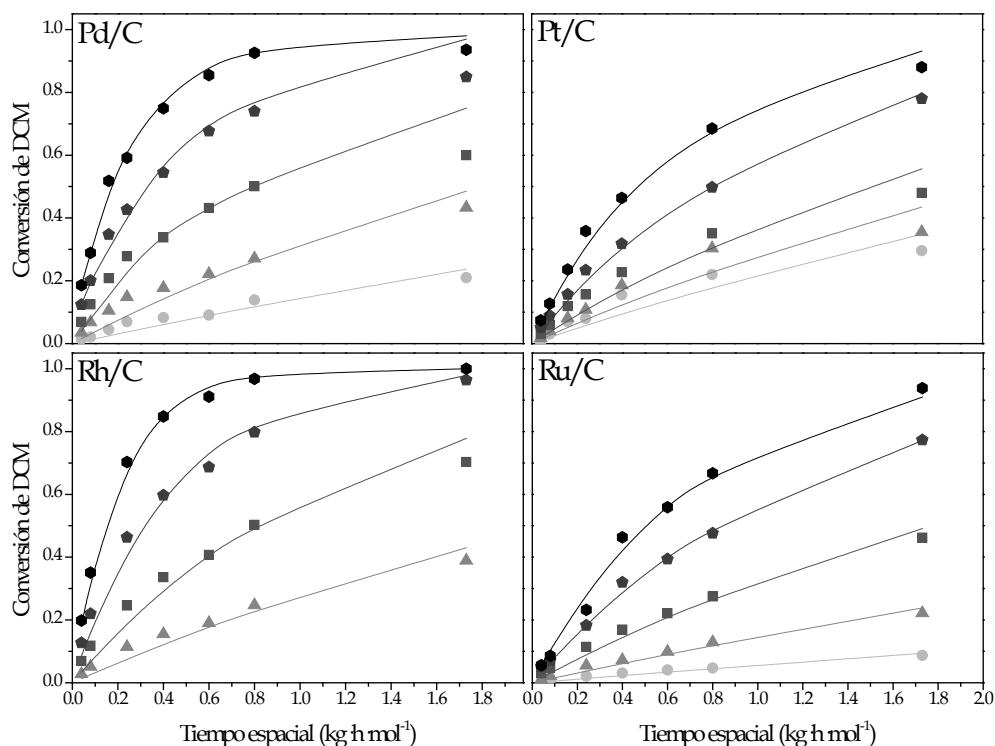 Pd/C
Pt/C
1.0
0.8
0.6
0.4
0.2
0.0
Conversión de DCM
Rh/C
Ru/C
1.0
0.8
0.6
0.4
0.2
0.0
Conversión de DCM
0.0 0.2 0.4 0.6 0.8 1.0 1.2 1.4 1.6 1.8
0.0 0.2 0.4 0.6 0.8 1.0 1.2 1.4 1.6 1.8 2.0
Tiempo espacial (kg·h·mol⁻¹)
Tiempo espacial (kg·h·mol⁻¹)